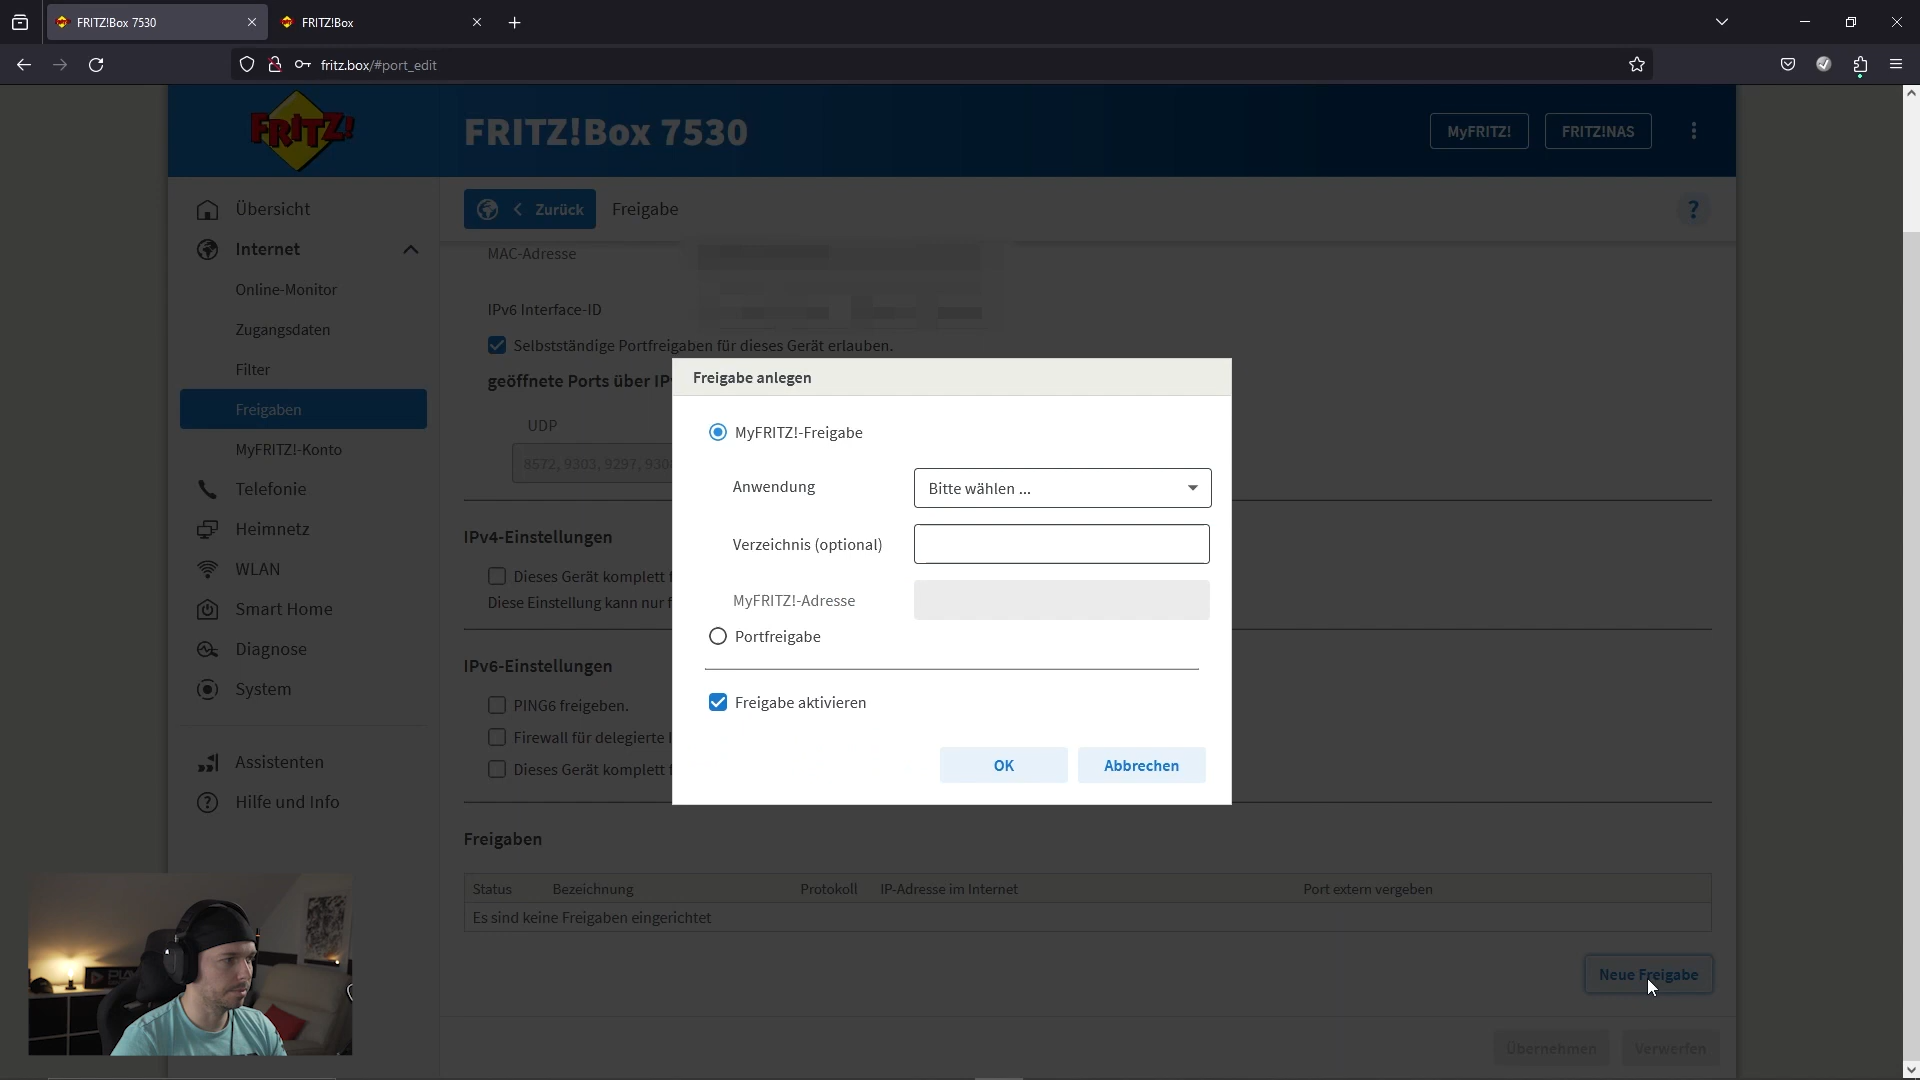 FRITZ!Box 7530
FRITZ!Box
fritz.box/#port_edit
FRITZ!
FRITZ!Box 7530
MyFRITZ!
FRITZ!NAS
Übersicht
Internet
Online-Monitor
Zugangsdaten
Filter
Freigaben
MyFRITZ!-Konto
Telefonie
Heimnetz
WLAN
Smart Home
Diagnose
System
Assistenten
Hilfe und Info
Zurück
Freigabe
?
MAC-Adresse
IPv6 Interface-ID
Selbstständige Portfreigaben für dieses Gerät erlauben.
geöffnete Ports über IP
UDP
8572, 9303, 9297, 930
IPv4-Einstellungen
Dieses Gerät komplett f
Diese Einstellung kann nur f
IPv6-Einstellungen
PING6 freigeben.
Firewall für delegierte
Dieses Gerät komplett f
Freigabe anlegen
MyFRITZ!-Freigabe
Anwendung
Bitte wählen ...
Verzeichnis (optional)
MyFRITZ!-Adresse
Portfreigabe
Freigabe aktivieren
OK
Abbrechen
Freigaben
Status Bezeichnung Protokoll IP-Adresse im Internet Port extern vergeben
Es sind keine Freigaben eingerichtet
Neue Freigabe
Übernehmen
Verwerfen